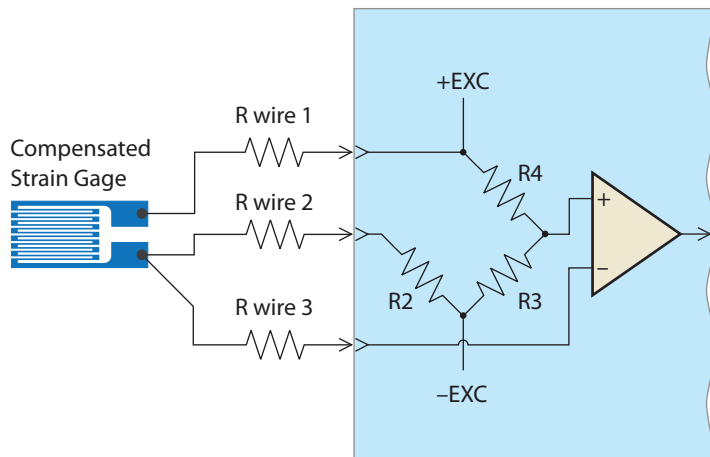 +EXC
R wire 1
Compensated
Strain Gage
R4
R wire 2
+
−
R2
R3
R wire 3
–EXC